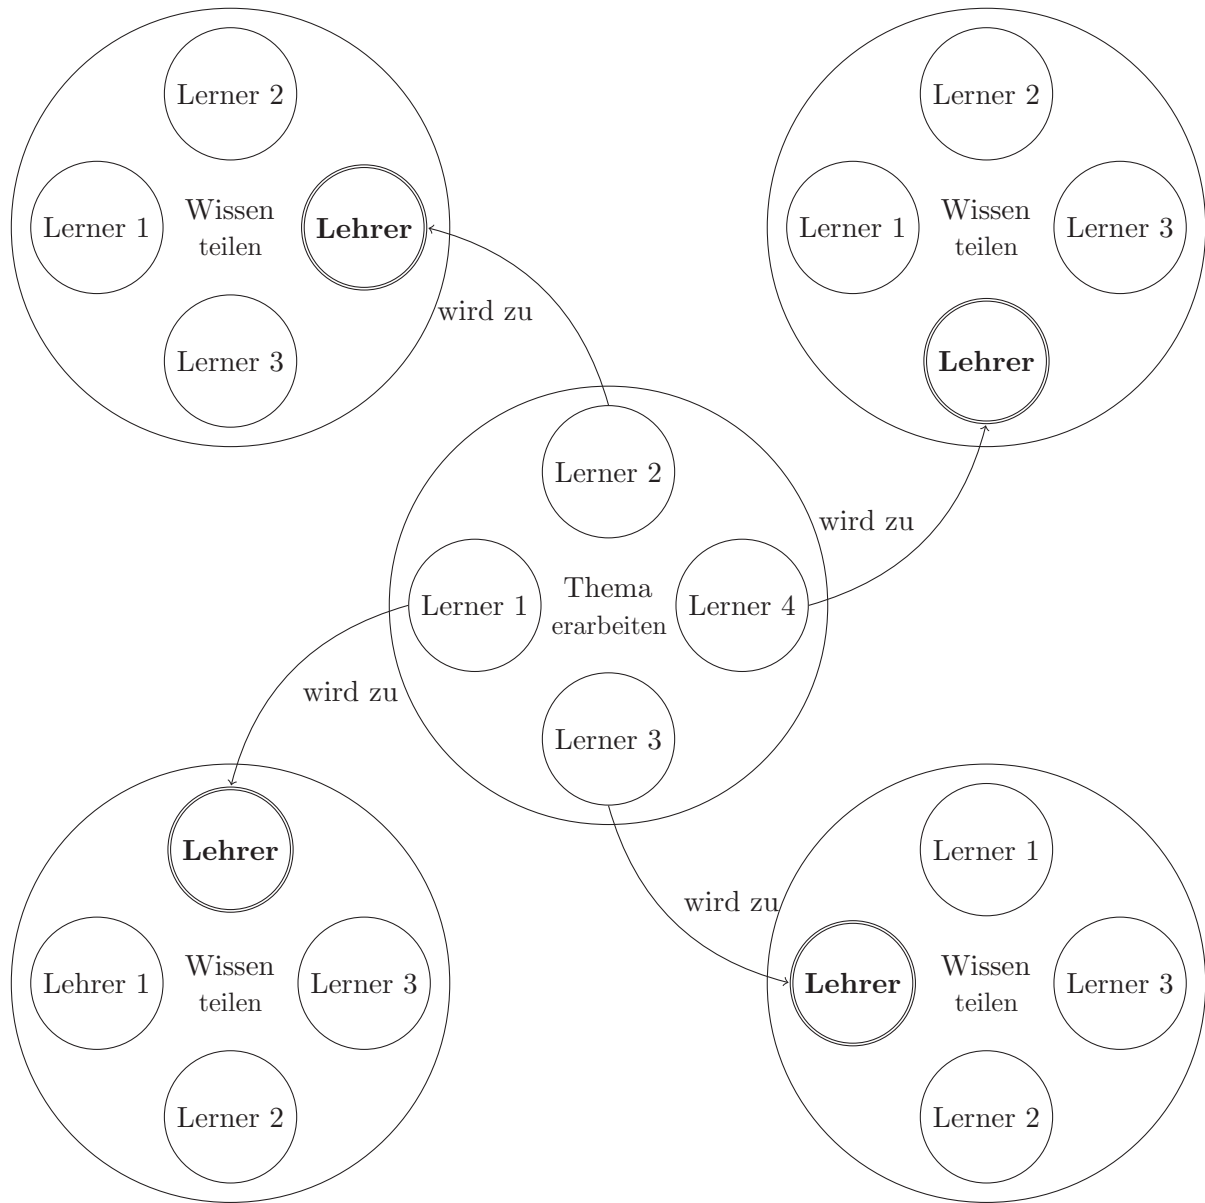 Lerner 2
Lerner 1
Wissen
teilen
Lehrer
Lerner 3
Lerner 2
Lerner 1
Wissen
teilen
Lerner 3
Lehrer
wird zu
wird zu
Lerner 2
Lerner 1
Thema
erarbeiten
Lerner 4
Lerner 3
wird zu
wird zu
Lehrer
Lehrer 1
Wissen
teilen
Lerner 3
Lerner 2
Lerner 1
Lehrer
Wissen
teilen
Lerner 3
Lerner 2